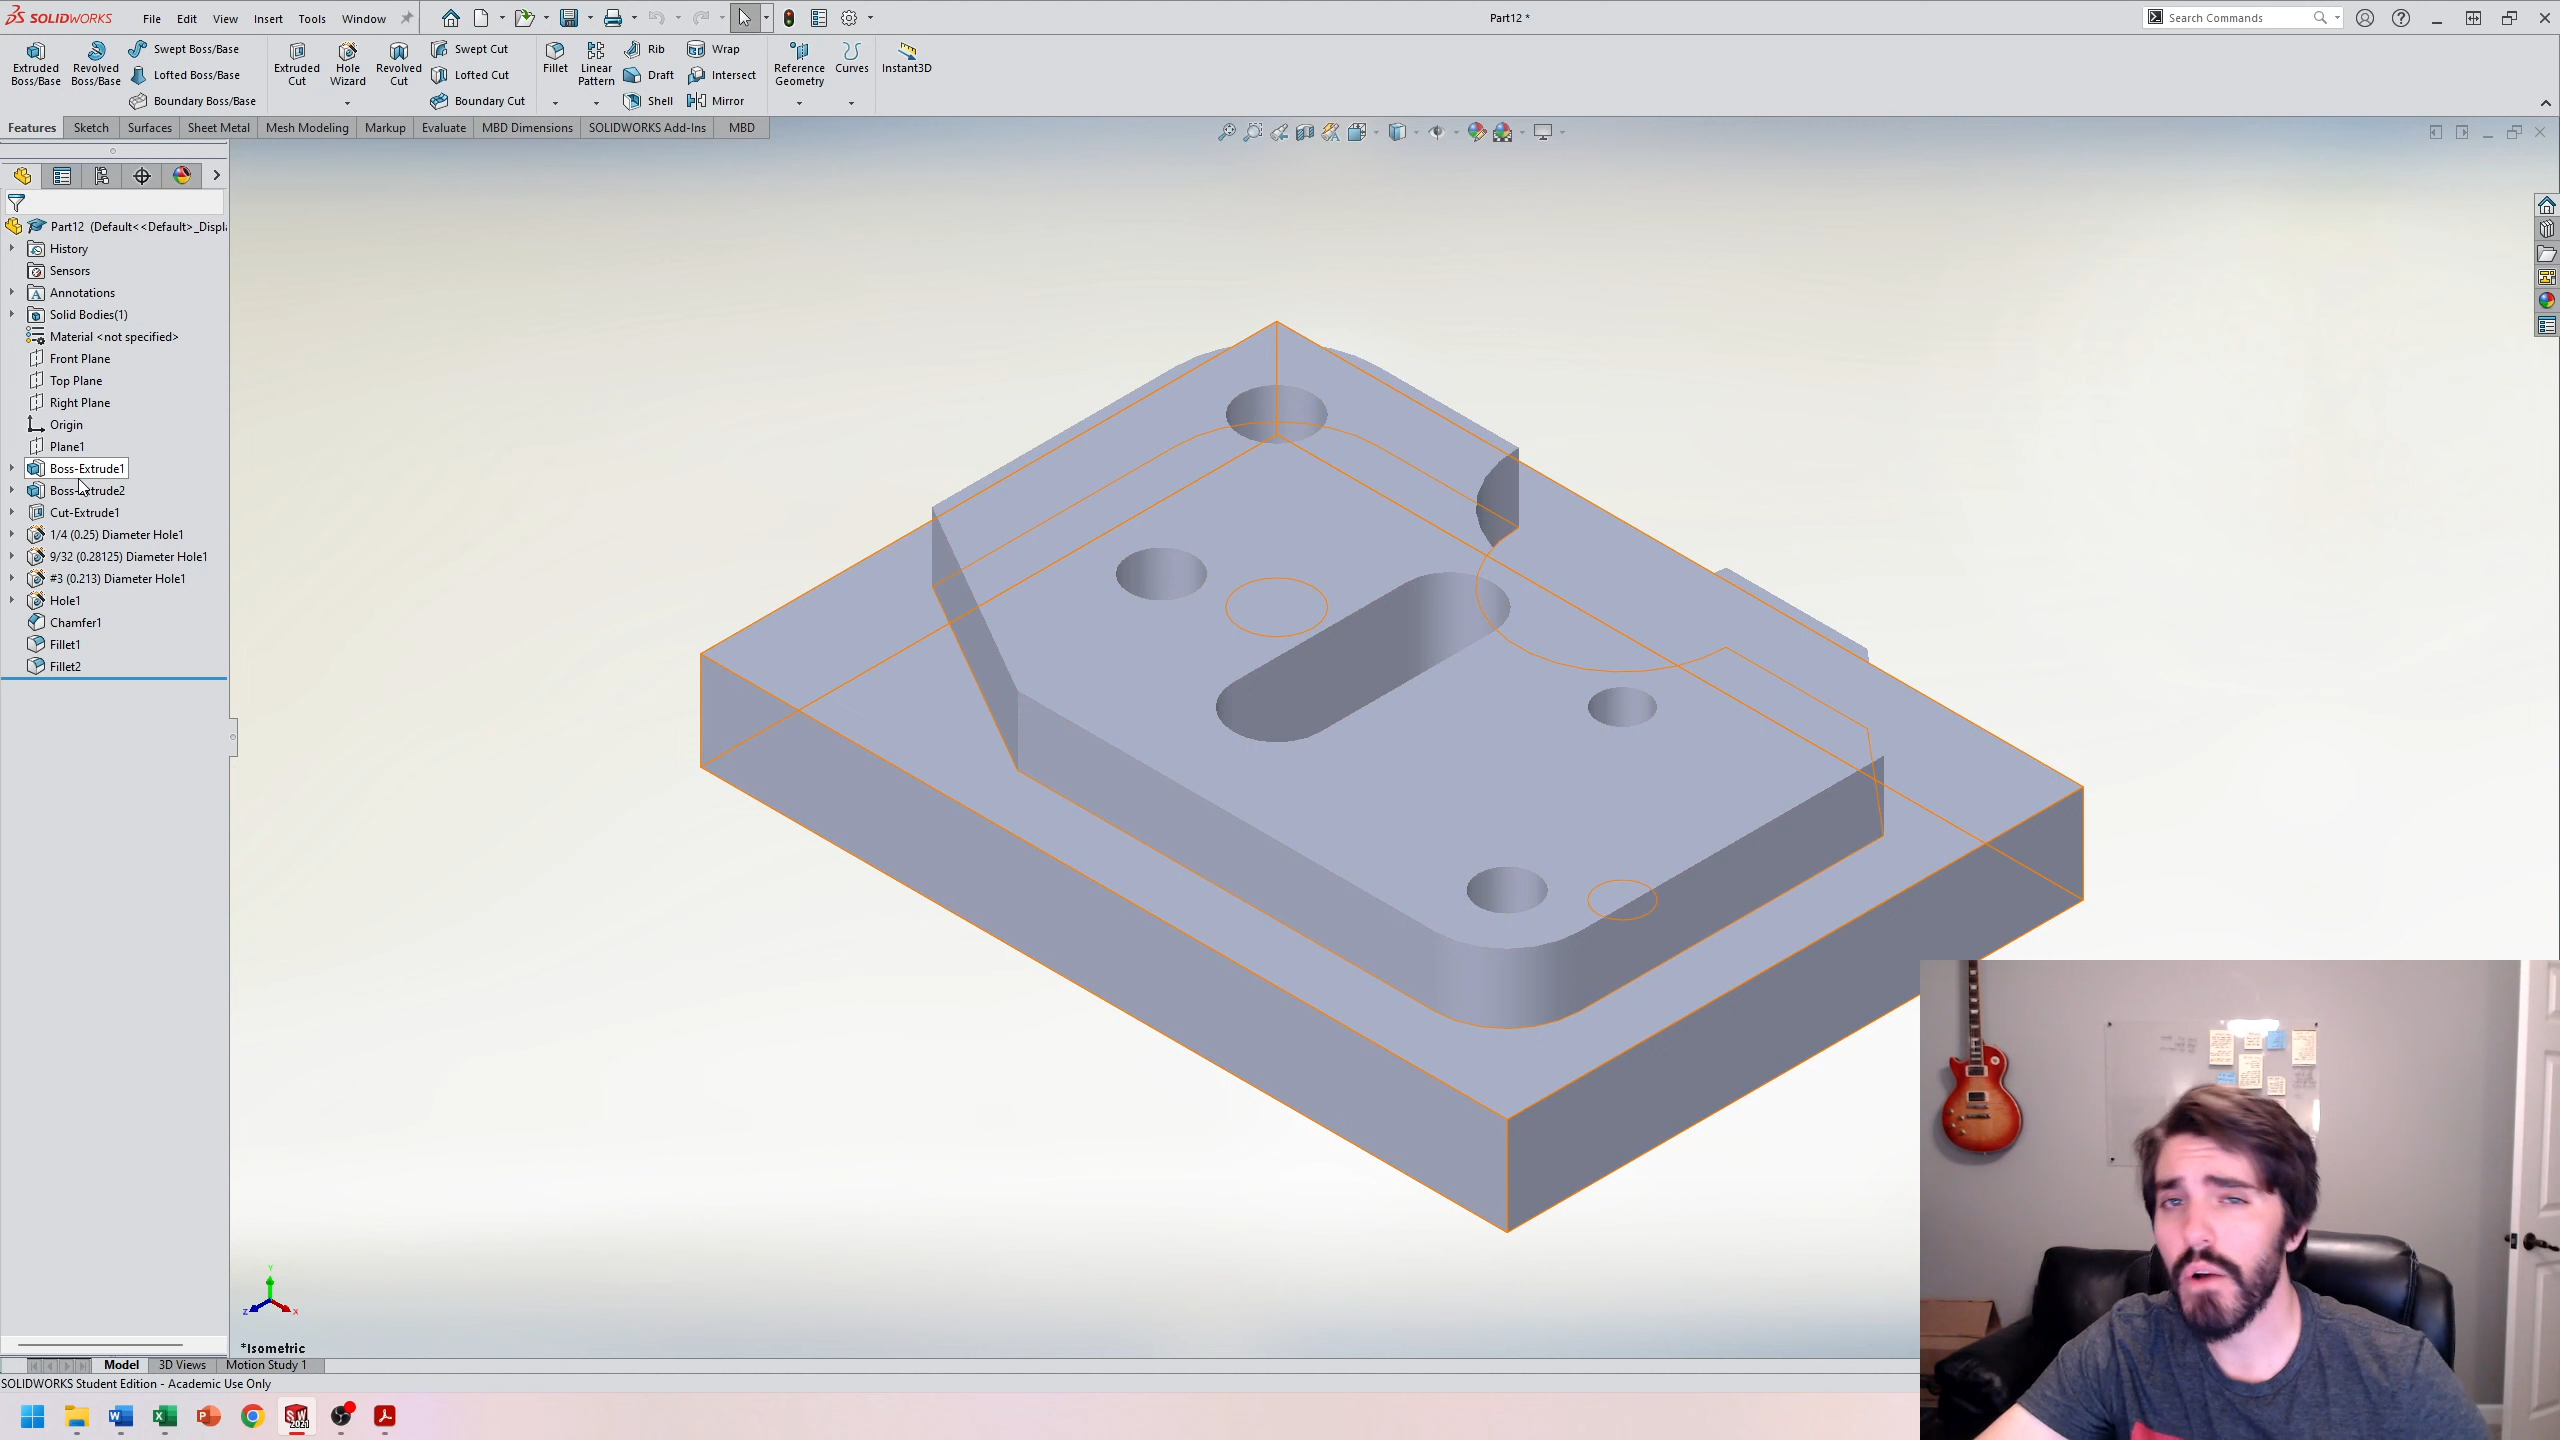 SOLIDWORKS
File Edit View Insert Tools Window
Part12 *
Search Commands
Extruded Boss/Base
Revolved Boss/Base
Swept Boss/Base
Lofted Boss/Base
Boundary Boss/Base
Extruded Cut
Hole Wizard
Revolved Cut
Swept Cut
Lofted Cut
Boundary Cut
Fillet
Linear Pattern
Rib
Draft
Shell
Wrap
Intersect
Mirror
Reference Geometry
Curves
Instant3D
Features Sketch Surfaces Sheet Metal Mesh Modeling Markup Evaluate MBD Dimensions SOLIDWORKS Add-Ins MBD
Part12 (Default<<Default>_Displ
History
Sensors
Annotations
Solid Bodies(1)
Material <not specified>
Front Plane
Top Plane
Right Plane
Origin
Plane1
Boss-Extrude1
Boss-Extrude2
Cut-Extrude1
1/4 (0.25) Diameter Hole1
9/32 (0.28125) Diameter Hole1
#3 (0.213) Diameter Hole1
Hole1
Chamfer1
Fillet1
Fillet2
Y
Z X
*Isometric
Model 3D Views Motion Study 1
SOLIDWORKS Student Edition - Academic Use Only
SW 2021